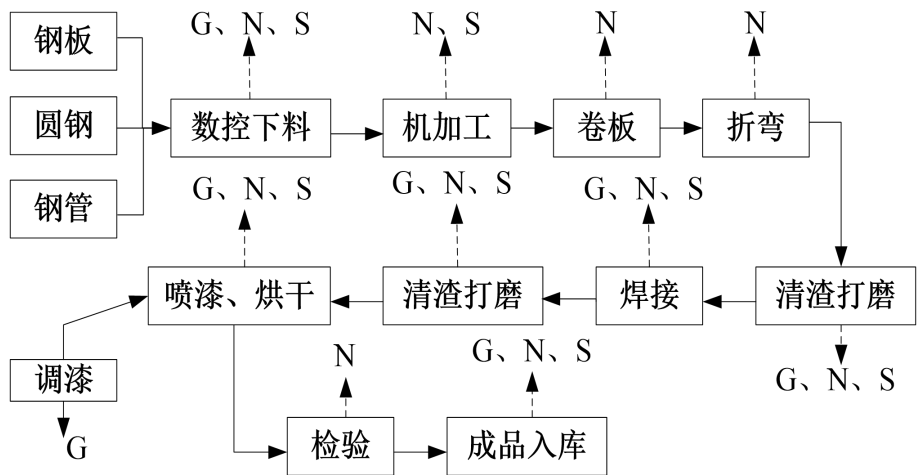 钢板
圆钢
钢管
G、N、S
N、S
N
N
数控下料
机加工
卷板
折弯
G、N、S
G、N、S
G、N、S
喷漆、烘干
清渣打磨
焊接
清渣打磨
G、N、S
调漆
G
N
G、N、S
检验
成品入库